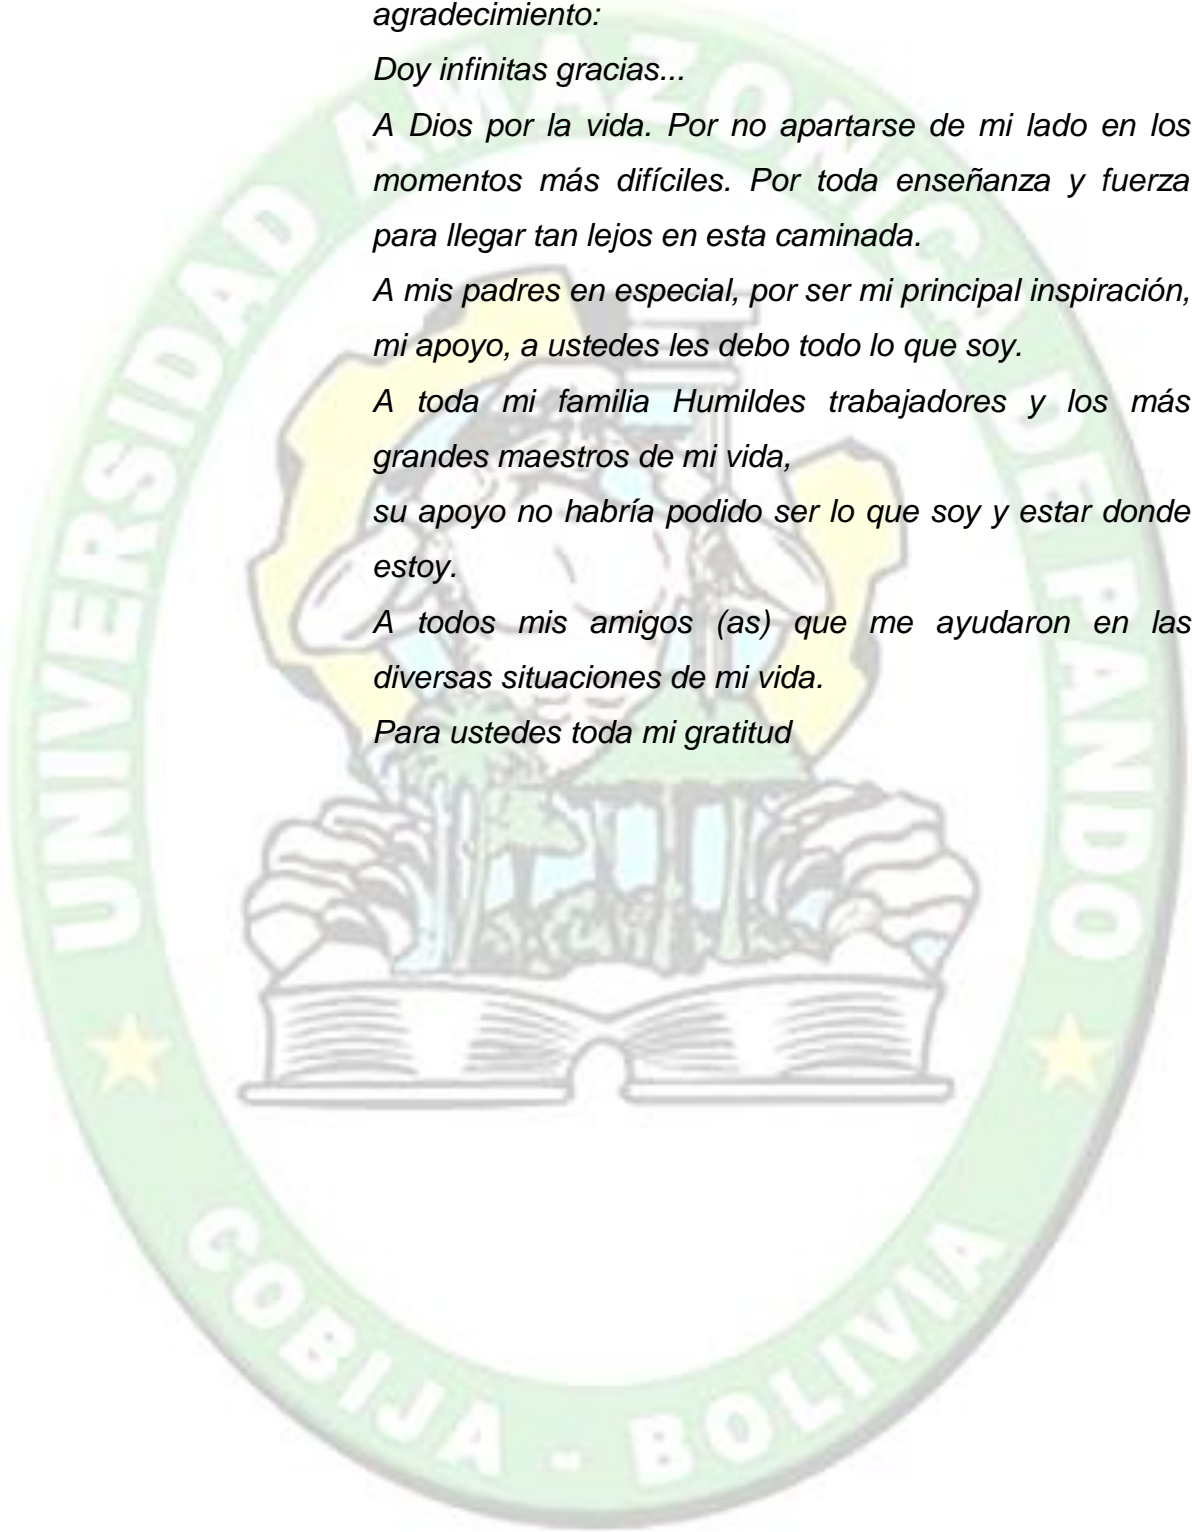 agradecimiento:
Doy infinitas gracias...
A Dios por la vida. Por no apartarse de mi lado en los
momentos más difíciles. Por toda enseñanza y fuerza
para llegar tan lejos en esta caminada.
A mis padres en especial, por ser mi principal inspiración,
mi apoyo, a ustedes les debo todo lo que soy.
A toda mi familia Humildes trabajadores y los más
grandes maestros de mi vida,
su apoyo no habría podido ser lo que soy y estar donde
estoy.
A todos mis amigos (as) que me ayudaron en las
diversas situaciones de mi vida.
Para ustedes toda mi gratitud
UNIVERSIDAD AMAZONICA DE PANDO
COBIJA - BOLIVIA